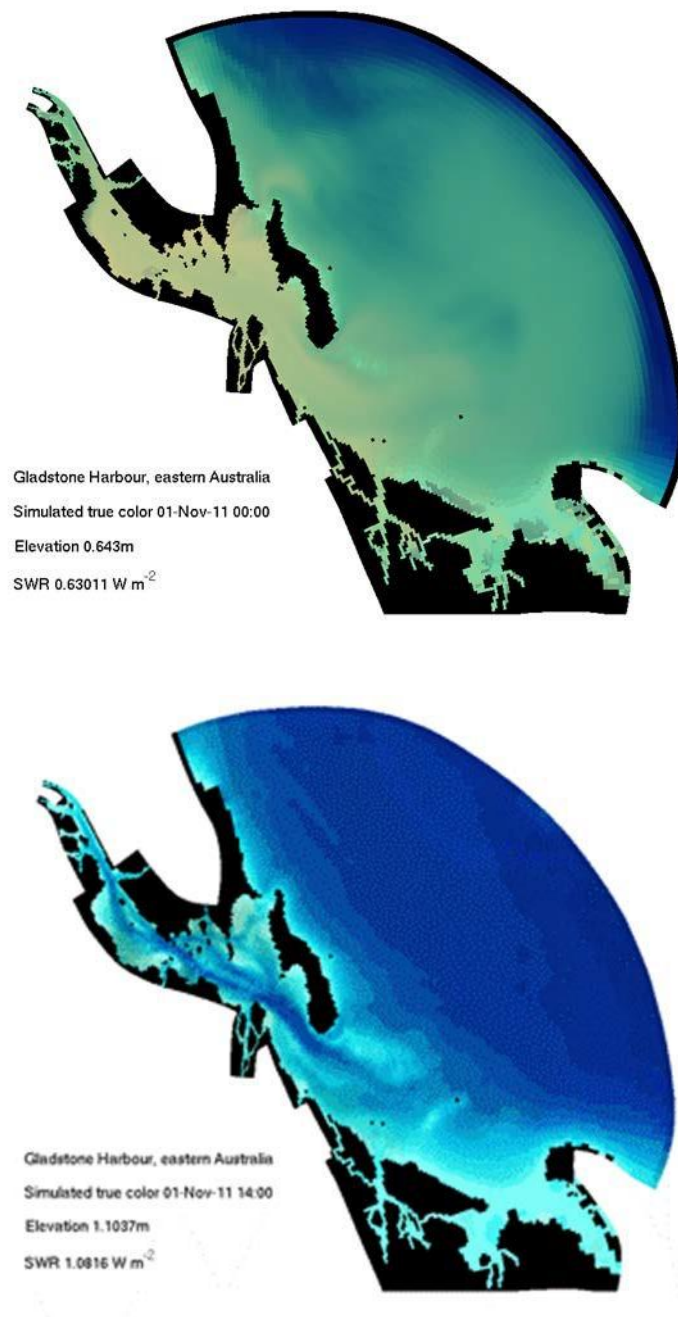 Gladstone Harbour, eastern Australia
Simulated true color 01-Nov-11 00:00
Elevation 0.643m
SWR 0.63011 W m⁻²
Gladstone Harbour, eastern Australia
Simulated true color 01-Nov-11 14:00
Elevation 1.1037m
SWR 1.0816 W m⁻²